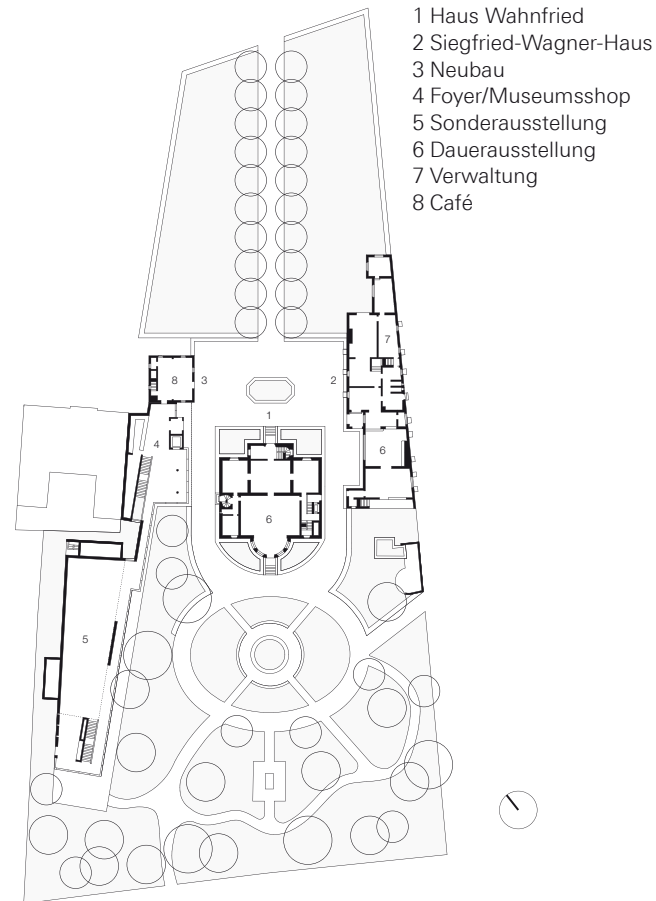 1 Haus Wahnfried
2 Siegfried-Wagner-Haus
3 Neubau
4 Foyer/Museumsshop
5 Sonderausstellung
6 Dauerausstellung
7 Verwaltung
8 Café
7
8
3
2
1
4
6
6
5